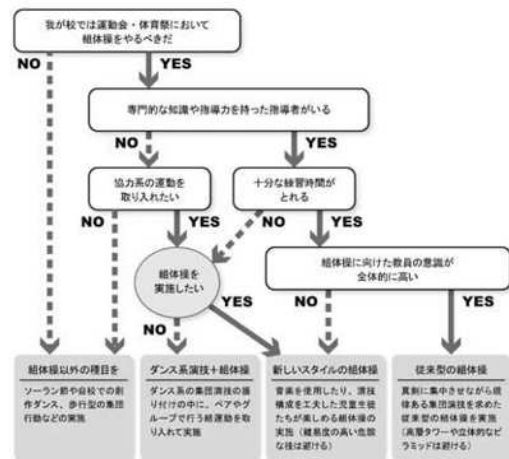 我が校では運動会・体育祭において
組体操をやるべきだ
NO
YES
専門的な知識や指導力を持った指導者がいる
NO
YES
協力系の運動を
取り入れたい
十分な練習時間が
とれる
NO
YES
NO
YES
組体操を
実施したい
組体操に向けた教員の意識が
全体的に高い
NO
YES
NO
YES
組体操以外の種目を
ソーラン節や自校での創
作ダンス、歩行型の集団
行動などの実施
ダンス系演技+組体操
ダンス系の集団演技の振
り付けの中に、ペアやグ
ループで行う組運動を取
り入れて実施
新しいスタイルの組体操
音楽を使用したり、演技
構成を工夫した児童生徒
たちが楽しめる組体操の
実施(難易度の高い危険
な技は避ける)
従来型の組体操
真剣に集中させながら規
律ある集団演技を求めた
従来型の組体操を実施
(高層タワーや立体的なピ
ラミッドは避ける)